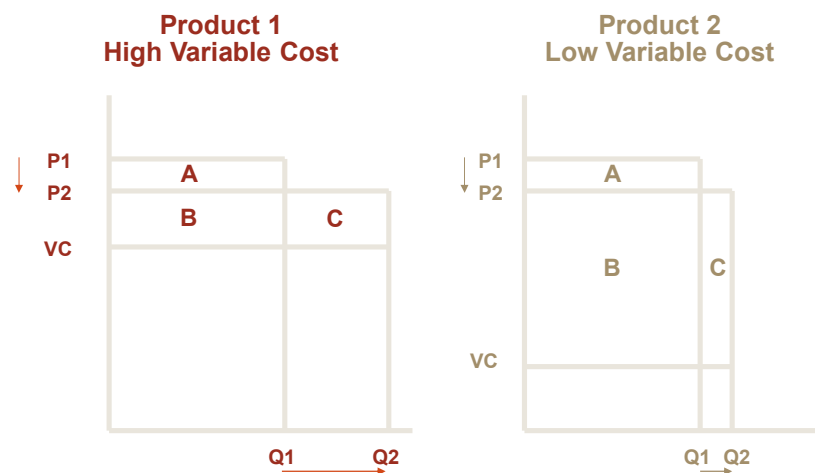 Product 1
High Variable Cost
P1
A
P2
B
C
VC
Q1
Q2
Product 2
Low Variable Cost
P1
A
P2
B
C
VC
Q1
Q2